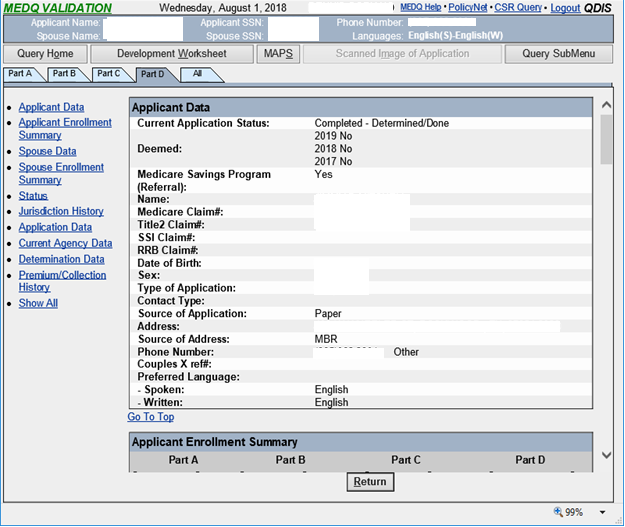 MEDQ VALIDATION Wednesday, August 1, 2018 MEDQ Help • PolicyNet • CSR Query • Logout QDIS
Applicant Name: Applicant SSN: Phone Number:
Spouse Name: Spouse SSN: Languages: English(S)-English(W)
Query Home Development Worksheet MAPS Scanned Image of Application Query SubMenu
Part A Part B Part C Part D All
• Applicant Data
• Applicant Enrollment
Summary
• Spouse Data
• Spouse Enrollment
Summary
• Status
• Jurisdiction History
• Application Data
• Current Agency Data
• Determination Data
• Premium/Collection
History
• Show All
Applicant Data
Current Application Status: Completed - Determined/Done
2019 No
Deemed: 2018 No
2017 No
Medicare Savings Program Yes
(Referral):
Name:
Medicare Claim#:
Title2 Claim#:
SSI Claim#:
RRB Claim#:
Date of Birth:
Sex:
Type of Application:
Contact Type:
Source of Application: Paper
Address:
Source of Address: MBR
Phone Number: Other
Couples X ref#:
Preferred Language:
- Spoken: English
- Written: English
Go To Top
Applicant Enrollment Summary
Part A Part B Part C Part D
Return
99%